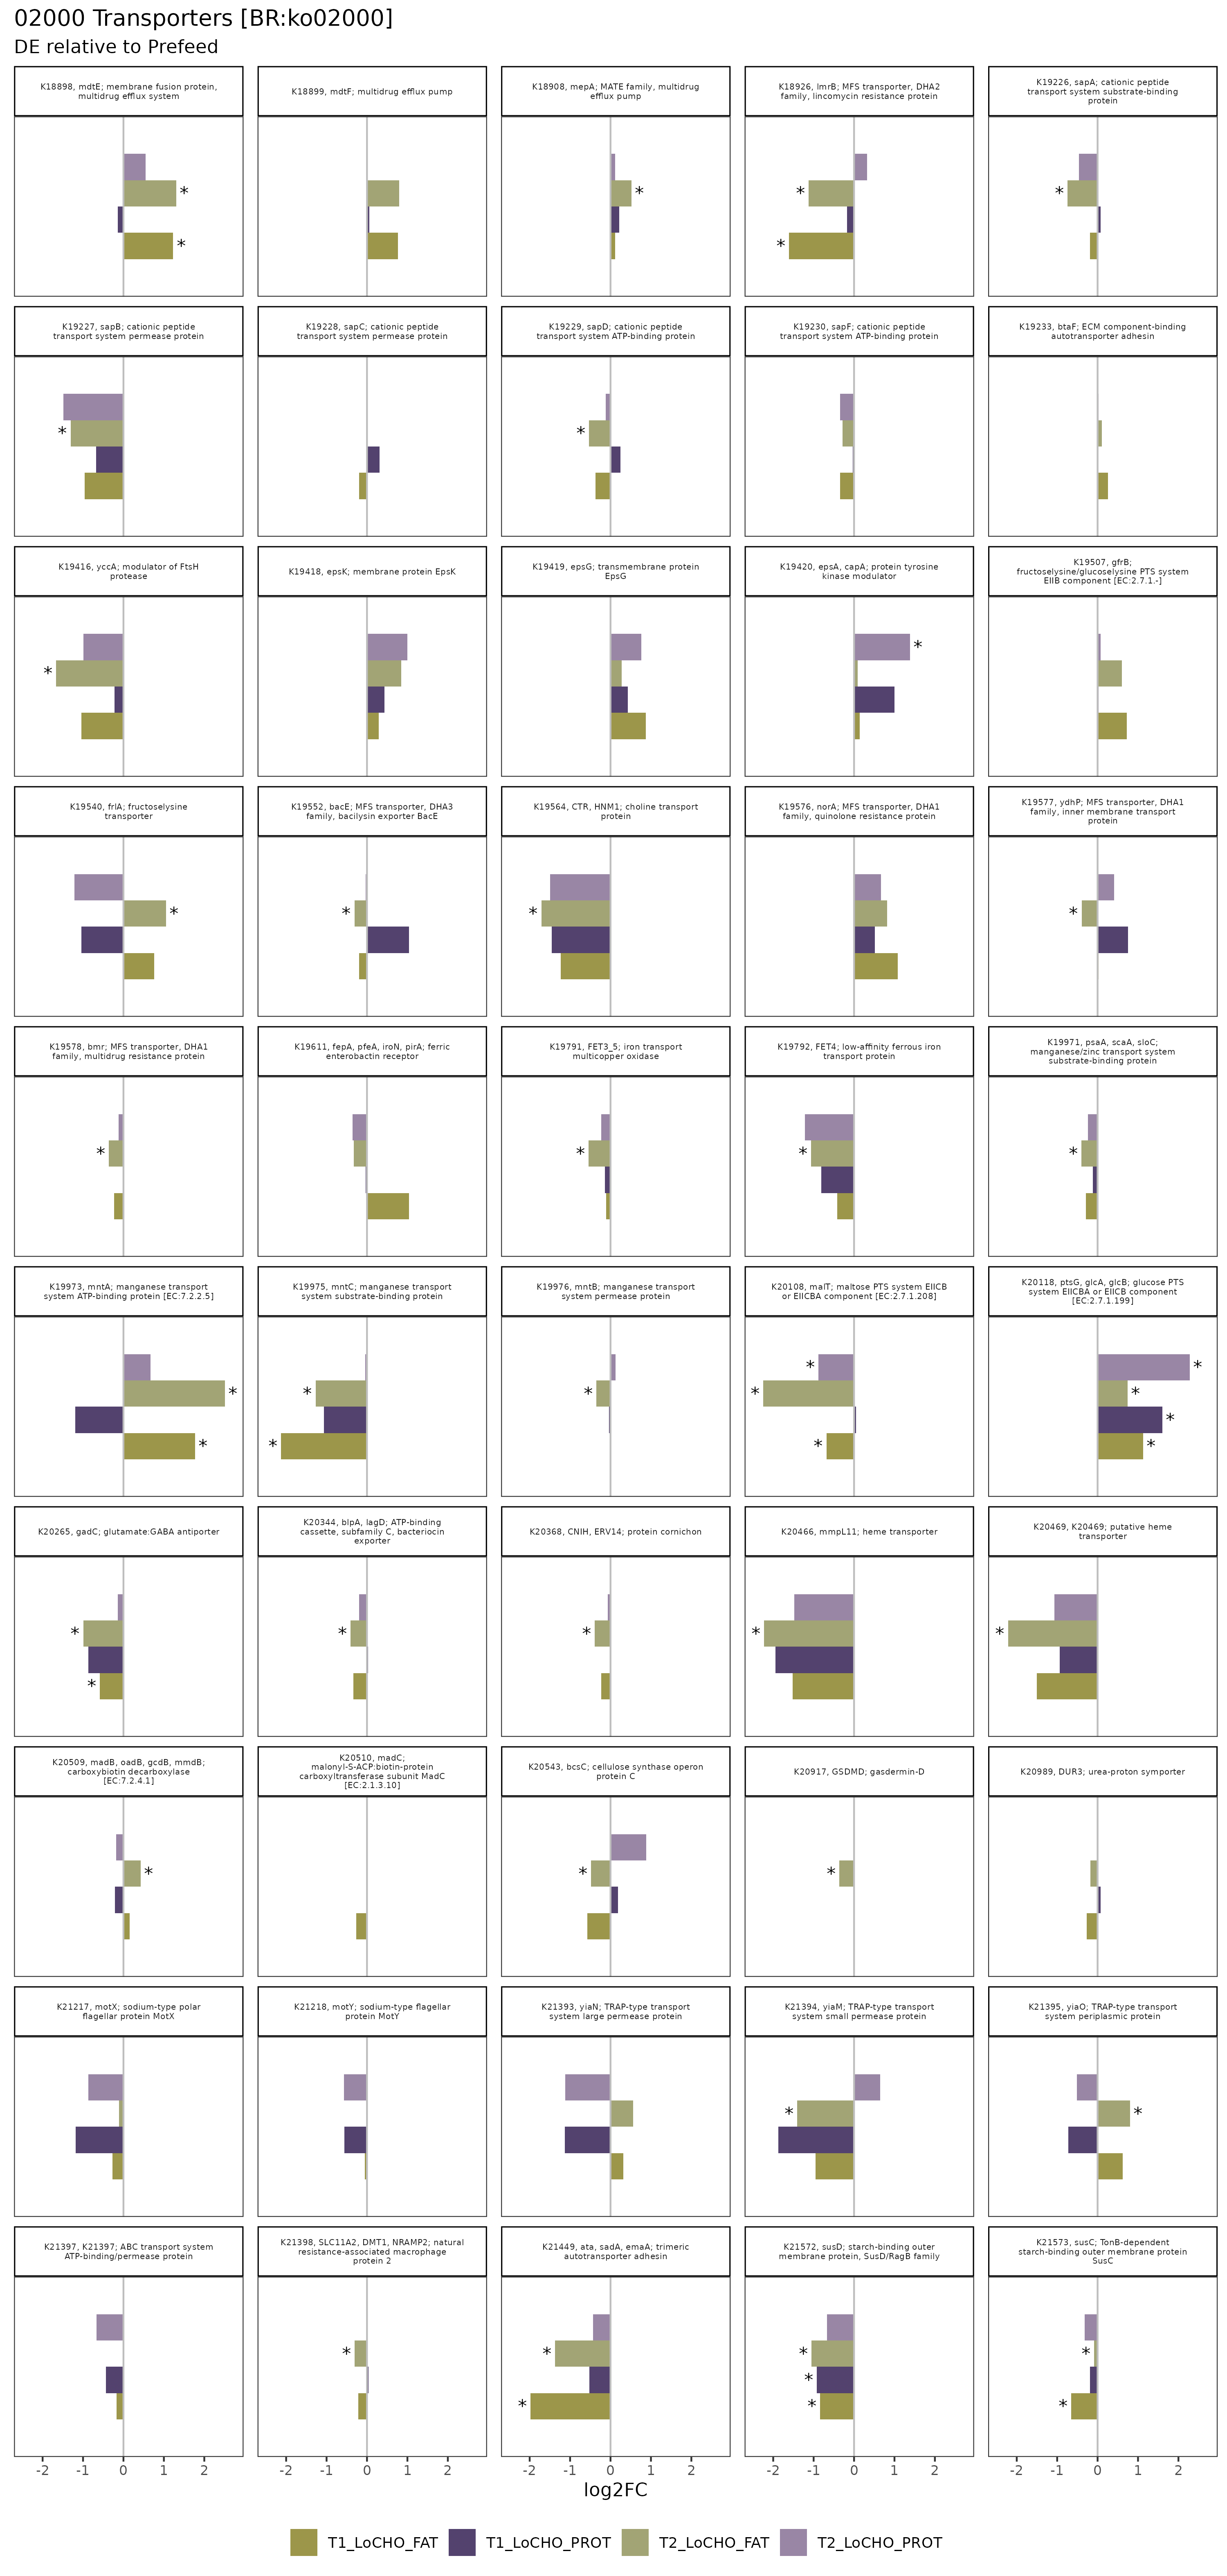 02000 Transporters [BR:ko02000]
DE relative to Prefeed
K18898, mdtE; membrane fusion protein,
multidrug efflux system
K18899, mdtF; multidrug efflux pump
K18908, mepA; MATE family, multidrug
efflux pump
K18926, lmrB; MFS transporter, DHA2
family, lincomycin resistance protein
K19226, sapA; cationic peptide
transport system substrate-binding
protein
*
*
*
*
*
*
K19227, sapB; cationic peptide
transport system permease protein
K19228, sapC; cationic peptide
transport system permease protein
K19229, sapD; cationic peptide
transport system ATP-binding protein
K19230, sapF; cationic peptide
transport system ATP-binding protein
K19233, btaF; ECM component-binding
autotransporter adhesin
*
*
K19416, yccA; modulator of FtsH
protease
K19418, epsK; membrane protein EpsK
K19419, epsG; transmembrane protein
EpsG
K19420, epsA, capA; protein tyrosine
kinase modulator
K19507, gfrB;
fructoselysine/glucoselysine PTS system
EIIB component [EC:2.7.1.-]
*
*
K19540, frlA; fructoselysine
transporter
K19552, bacE; MFS transporter, DHA3
family, bacilysin exporter BacE
K19564, CTR, HNM1; choline transport
protein
K19576, norA; MFS transporter, DHA1
family, quinolone resistance protein
K19577, ydhP; MFS transporter, DHA1
family, inner membrane transport
protein
*
*
*
*
K19578, bmr; MFS transporter, DHA1
family, multidrug resistance protein
K19611, fepA, pfeA, iroN, pirA; ferric
enterobactin receptor
K19791, FET3_5; iron transport
multicopper oxidase
K19792, FET4; low-affinity ferrous iron
transport protein
K19971, psaA, scaA, sloC;
manganese/zinc transport system
substrate-binding protein
*
*
*
*
K19973, mntA; manganese transport
system ATP-binding protein [EC:7.2.2.5]
K19975, mntC; manganese transport
system substrate-binding protein
K19976, mntB; manganese transport
system permease protein
K20108, malT; maltose PTS system EIICB
or EIICBA component [EC:2.7.1.208]
K20118, ptsG, glcA, glcB; glucose PTS
system EIICBA or EIICB component
[EC:2.7.1.199]
*
*
*
*
*
*
*
*
*
*
*
*
K20265, gadC; glutamate:GABA antiporter
K20344, blpA, lagD; ATP-binding
cassette, subfamily C, bacteriocin
exporter
K20368, CNIH, ERV14; protein cornichon
K20466, mmpL11; heme transporter
K20469, K20469; putative heme
transporter
*
*
*
*
*
*
K20509, madB, oadB, gcdB, mmdB;
carboxybiotin decarboxylase
[EC:7.2.4.1]
K20510, madC;
malonyl-S-ACP:biotin-protein
carboxyltransferase subunit MadC
[EC:2.1.3.10]
K20543, bcsC; cellulose synthase operon
protein C
K20917, GSDMD; gasdermin-D
K20989, DUR3; urea-proton symporter
*
*
*
K21217, motX; sodium-type polar
flagellar protein MotX
K21218, motY; sodium-type flagellar
protein MotY
K21393, yiaN; TRAP-type transport
system large permease protein
K21394, yiaM; TRAP-type transport
system small permease protein
K21395, yiaO; TRAP-type transport
system periplasmic protein
*
*
K21397, K21397; ABC transport system
ATP-binding/permease protein
K21398, SLC11A2, DMT1, NRAMP2; natural
resistance-associated macrophage
protein 2
K21449, ata, sadA, emaA; trimeric
autotransporter adhesin
K21572, susD; starch-binding outer
membrane protein, SusD/RagB family
K21573, susC; TonB-dependent
starch-binding outer membrane protein
SusC
*
*
*
*
*
*
*
*
-2 -1 0 1 2
-2 -1 0 1 2
-2 -1 0 1 2
-2 -1 0 1 2
-2 -1 0 1 2
log2FC
T1_LoCHO_FAT T1_LoCHO_PROT T2_LoCHO_FAT T2_LoCHO_PROT